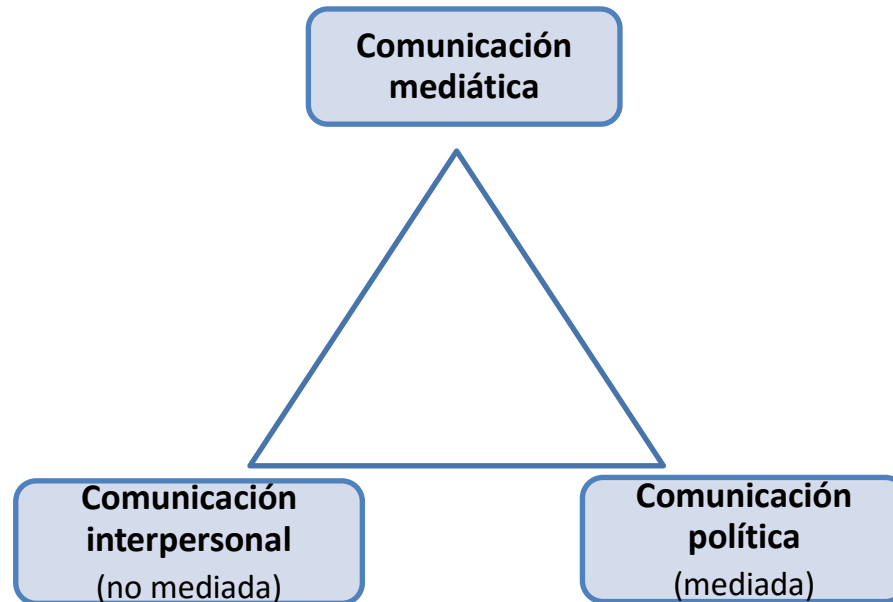 Comunicación
mediática
Comunicación
interpersonal
(no mediada)
Comunicación
política
(mediada)